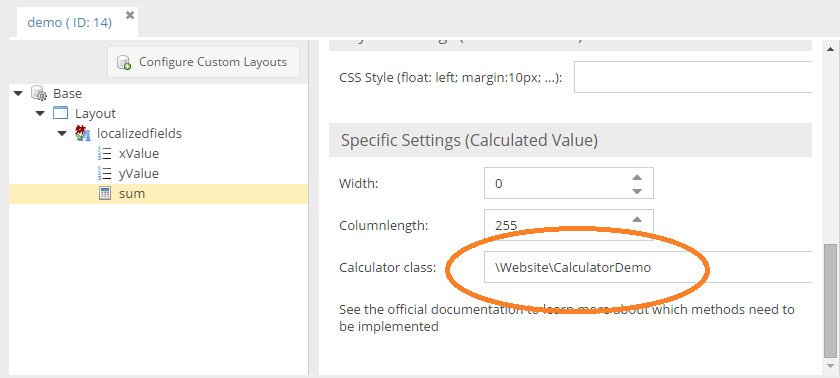 demo ( ID: 14)
Configure Custom Layouts
Base
Layout
localizedfields
xValue
yValue
sum
CSS Style (float: left; margin:10px; ...):
Specific Settings (Calculated Value)
Width:
0
Columnlength:
255
Calculator class:
\Website\CalculatorDemo
See the official documentation to learn more about which methods need to
be implemented